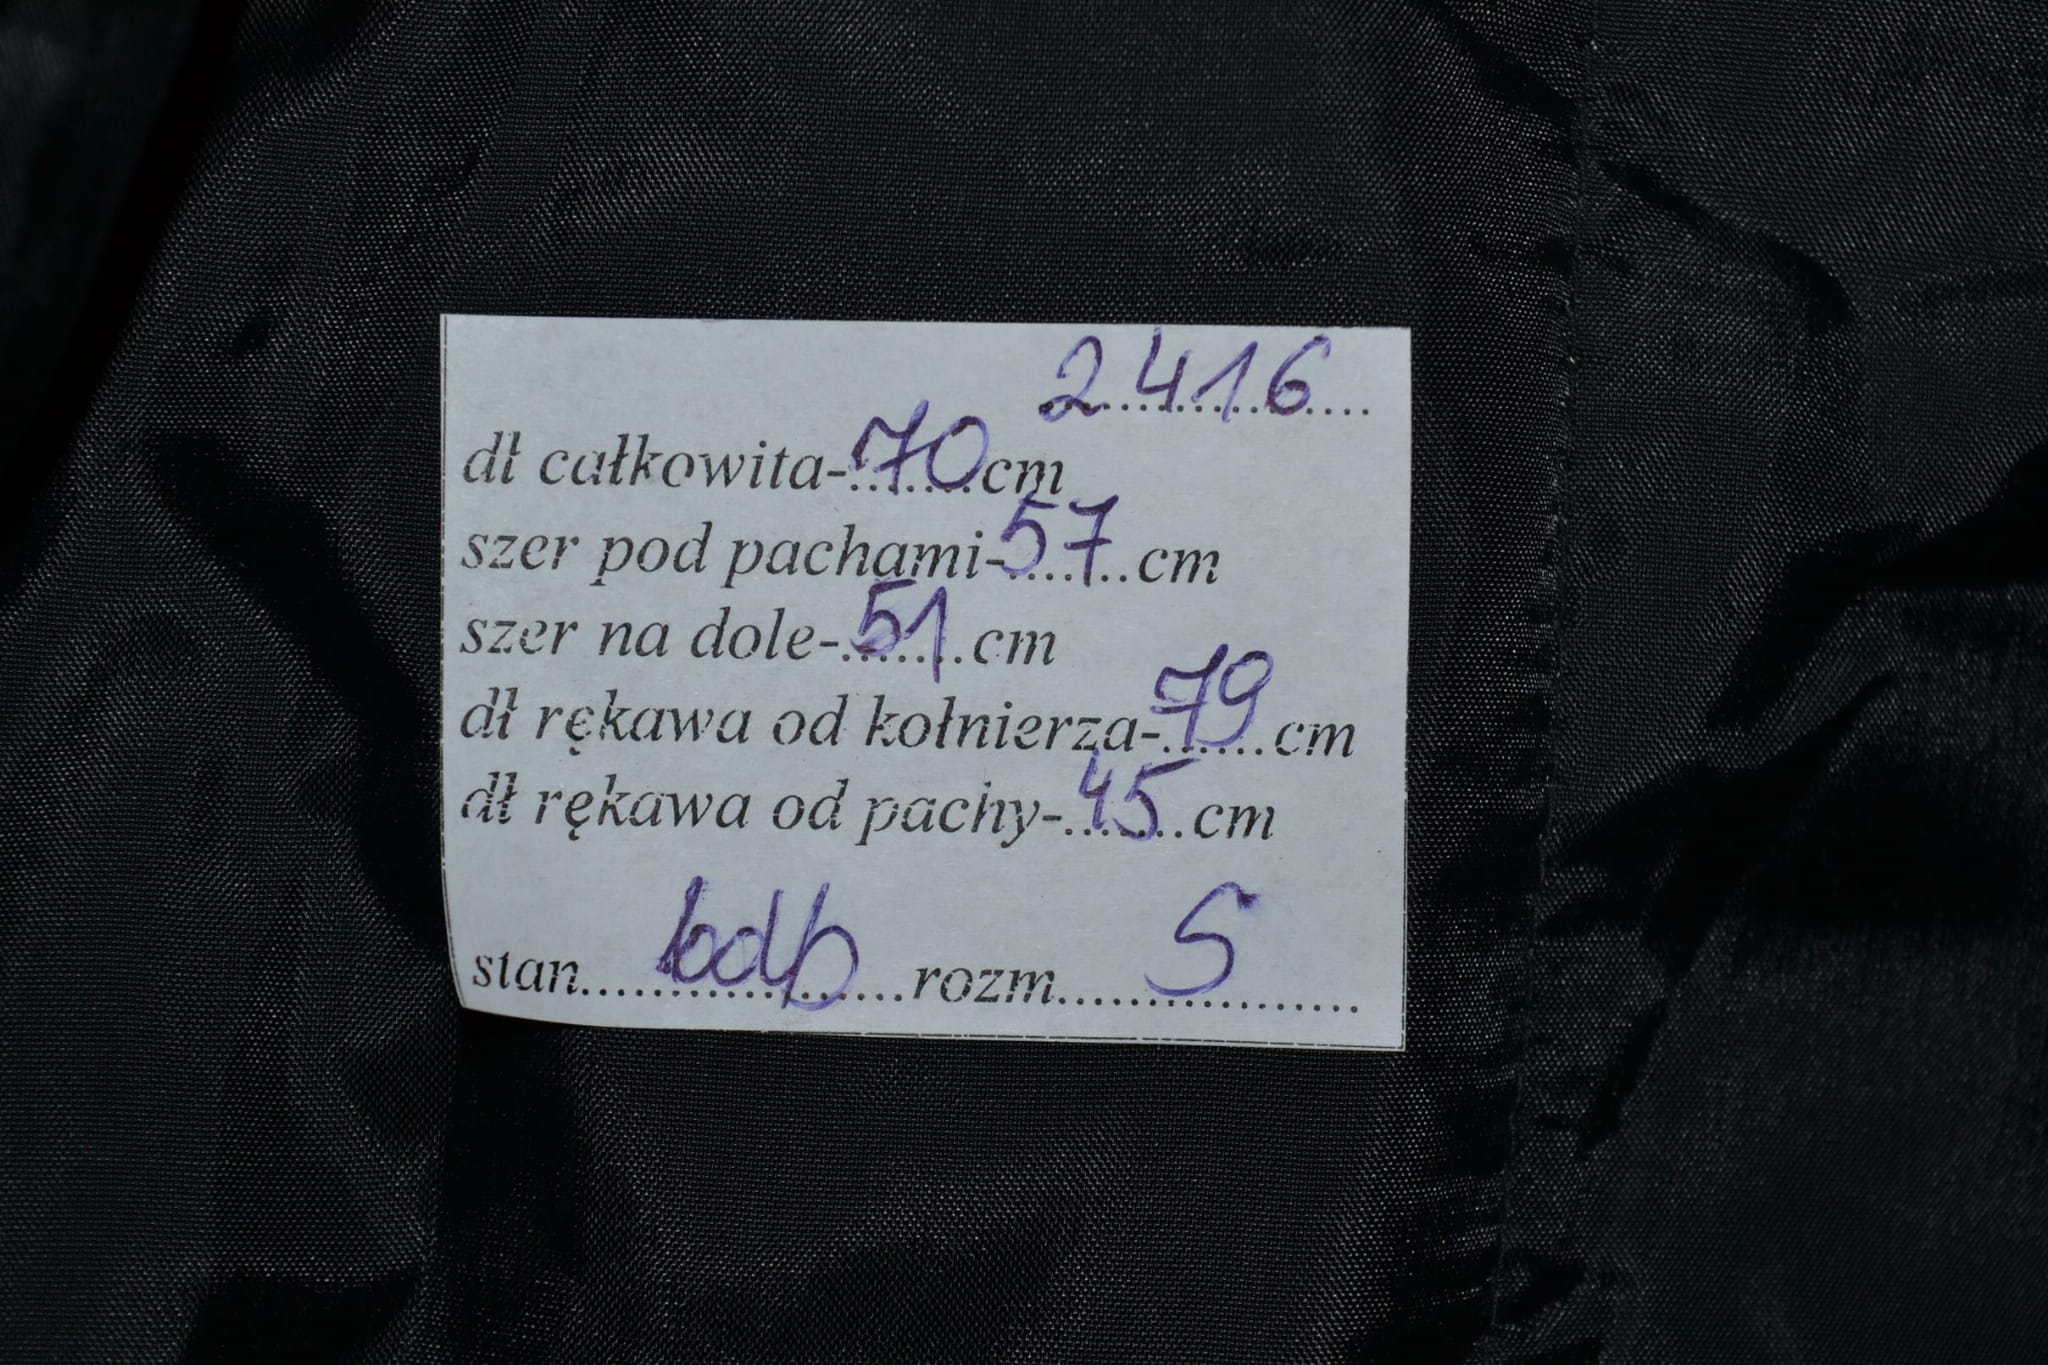 2416
dł całkowita-70cm
szer pod pachami-57cm
szer na dole-51cm
dł rękawa od kołnierza-79cm
dł rękawa od pachy-45cm
stan bdb rozm S